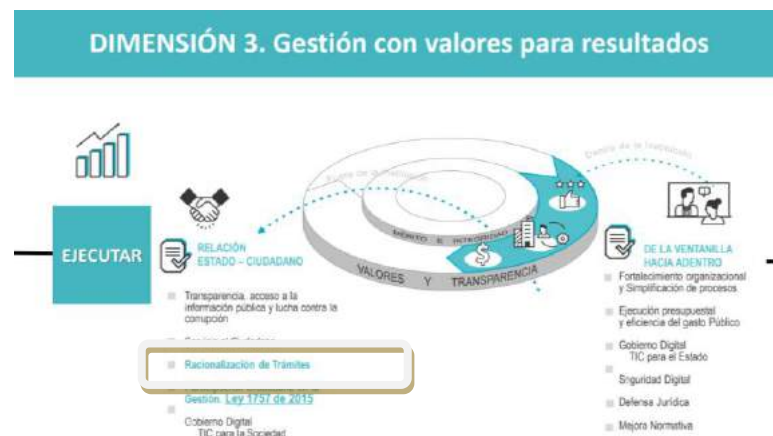 DIMENSIÓN 3. Gestión con valores para resultados
EJECUTAR
RELACIÓN
ESTADO – CIUDADANO
Transparencia, acceso a la
información pública y lucha contra la
corrupción
Racionalización de Trámites
Gestión. Ley 1757 de 2015
Gobierno Digital
TIC para la Sociedad
MÉRITO E INTEGRIDAD
VALORES Y TRANSPARENCIA
DE LA VENTANILLA
HACIA ADENTRO
Fortalecimiento organizacional
y Simplificación de procesos
Ejecución presupuestal
y eficiencia del gasto Público
Gobierno Digital
TIC para el Estado
Seguridad Digital
Defensa Jurídica
Mejora Normativa